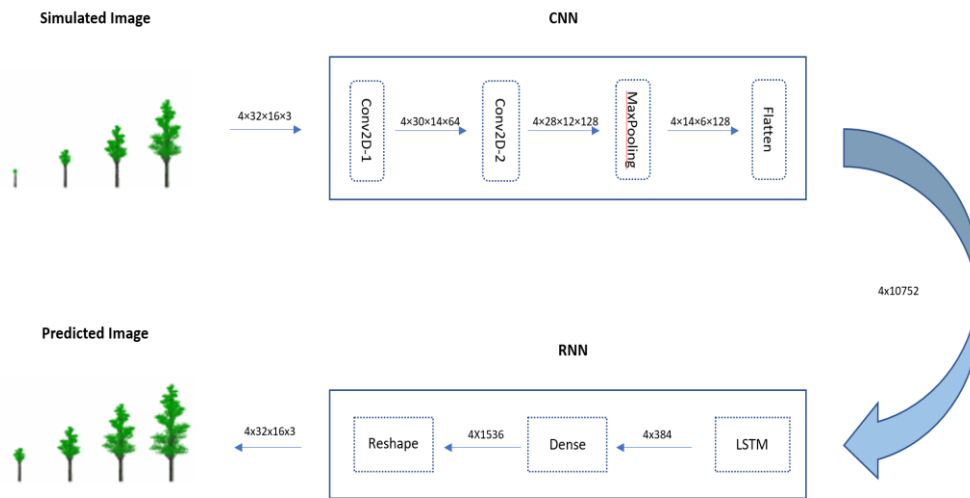 Simulated Image
CNN
4×32×16×3
Conv2D-1
4×30×14×64
Conv2D-2
4×28×12×128
MaxPooling
4×14×6×128
Flatten
4x10752
Predicted Image
RNN
4x32x16x3
Reshape
4X1536
Dense
4x384
LSTM